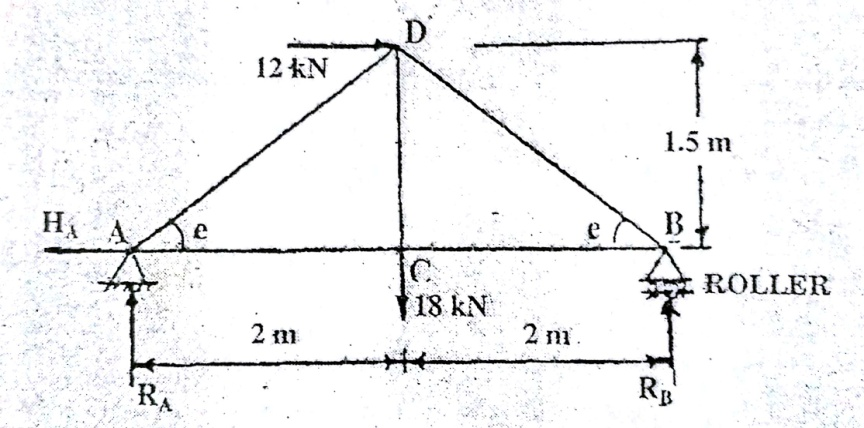 D
12 kN
1.5 m
H_A A e e B
C
ROLLER
18 kN
2 m 2 m
R_A R_B